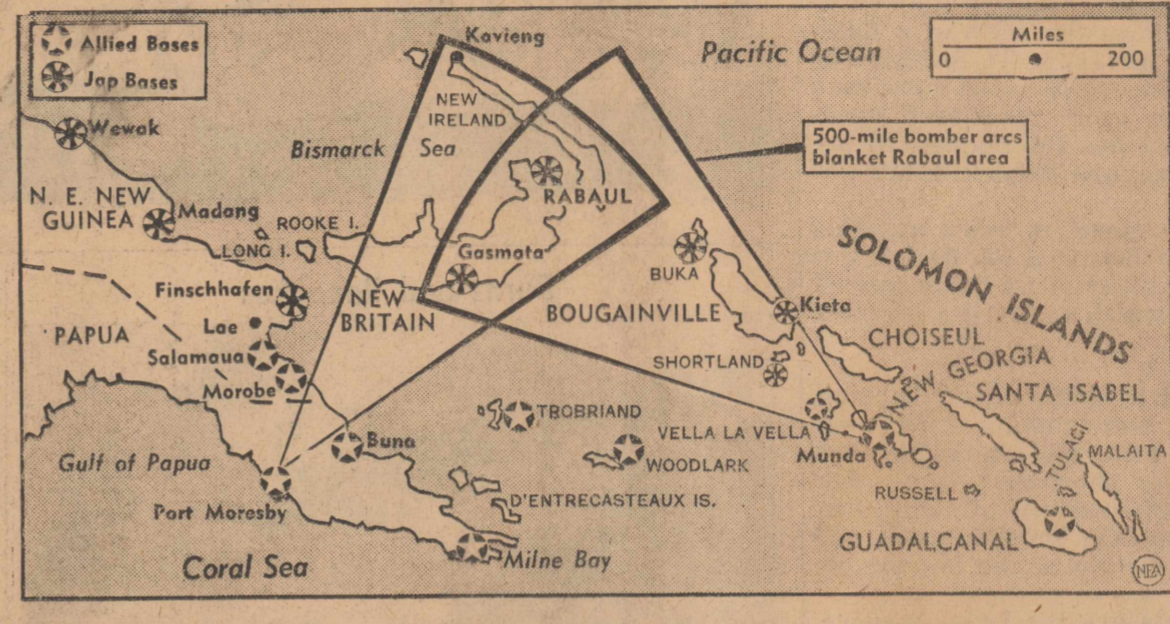 Allied Bases
Jap Bases
Kavieng
Pacific Ocean
Miles
0 200
Wewak
NEW
IRELAND
Bismarck Sea
500-mile bomber arcs
blanket Rabaul area
N. E. NEW
GUINEA
Madang
ROOKE I.
LONG I.
RABAUL
Gasmata
BUKA
SOLOMON ISLANDS
Finschhafen
NEW
BRITAIN
BOUGAINVILLE
Kieta
PAPUA
Lae
Salamaua
Morobe
SHORTLAND
CHOISEUL
NEW GEORGIA
SANTA ISABEL
TROBRIAND
VELLA LA VELLA
Munda
Buna
WOODLARK
TULAGI
MALAITA
Gulf of Papua
Port Moresby
D'ENTRECASTEAUX IS.
RUSSELL
GUADALCANAL
Milne Bay
Coral Sea
NEA